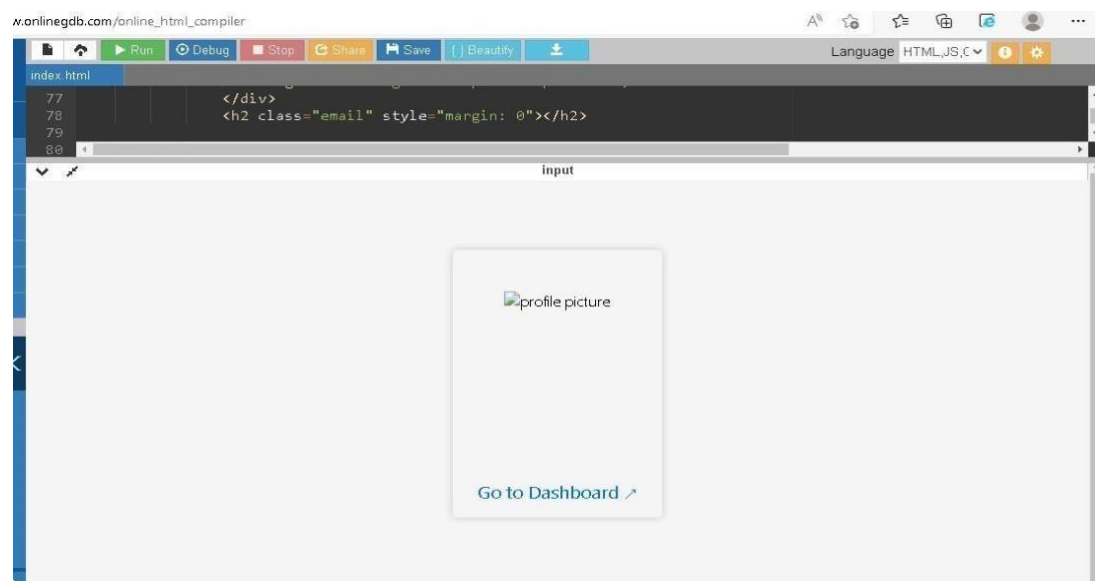 w.onlinegdb.com/online_html_compiler
Run Debug Stop Share Save { } Beautify Language HTML,JS,C
index.html
77 </div>
78 <h2 class="email" style="margin: 0"></h2>
79
80
input
profile picture
Go to Dashboard ↗